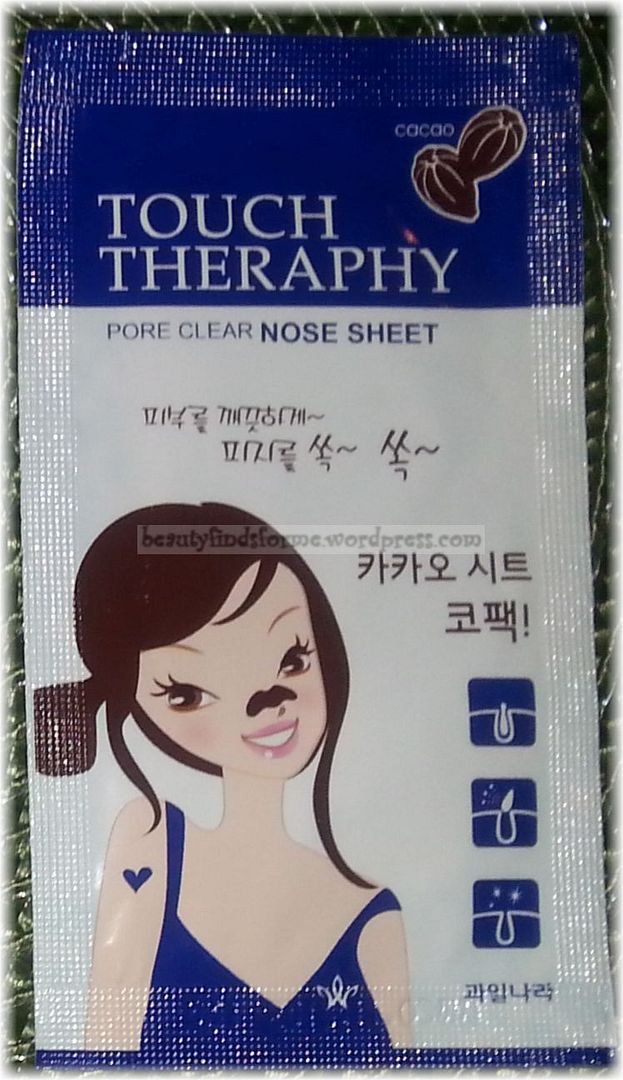 cacao
TOUCH
THERAPHY
PORE CLEAR NOSE SHEET
피부를 깨끗하게~
피지를 쏙~ 쏙~
beautyfindsforme.wordpress.com
카카오 시트
코팩!
과일나라